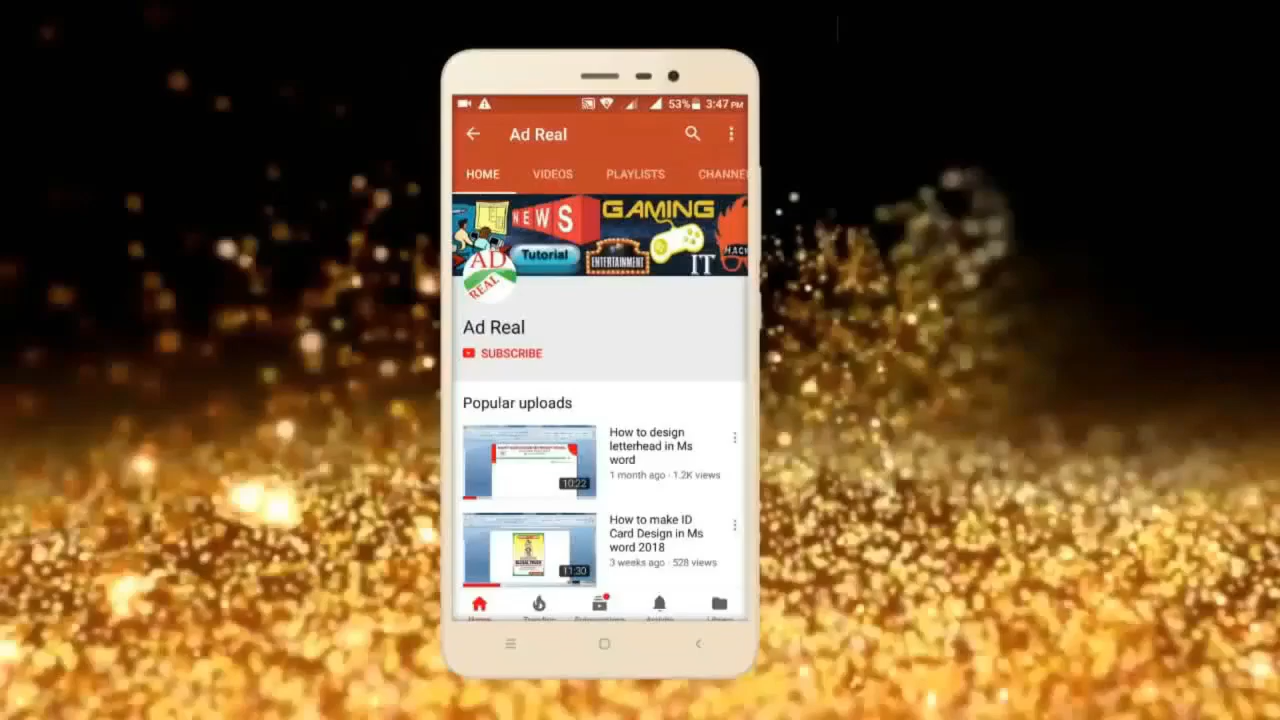 53% 3:47 PM
Ad Real
HOME VIDEOS PLAYLISTS CHANNE
NEWS GAMING
Tutorial ENTERTAINMENT IT HACK
AD
REAL
Ad Real
SUBSCRIBE
Popular uploads
How to design
letterhead in Ms
word
1 month ago · 1.2K views
10:22
How to make ID
Card Design in Ms
word 2018
3 weeks ago · 528 views
11:30